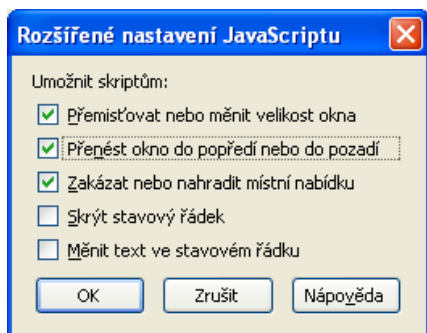 Rozšířené nastavení JavaScriptu
Umožnit skriptům:
Přemisťovat nebo měnit velikost okna
Přenést okno do popředí nebo do pozadí
Zakázat nebo nahradit místní nabídku
Skrýt stavový řádek
Měnit text ve stavovém řádku
OK Zrušit Nápověda